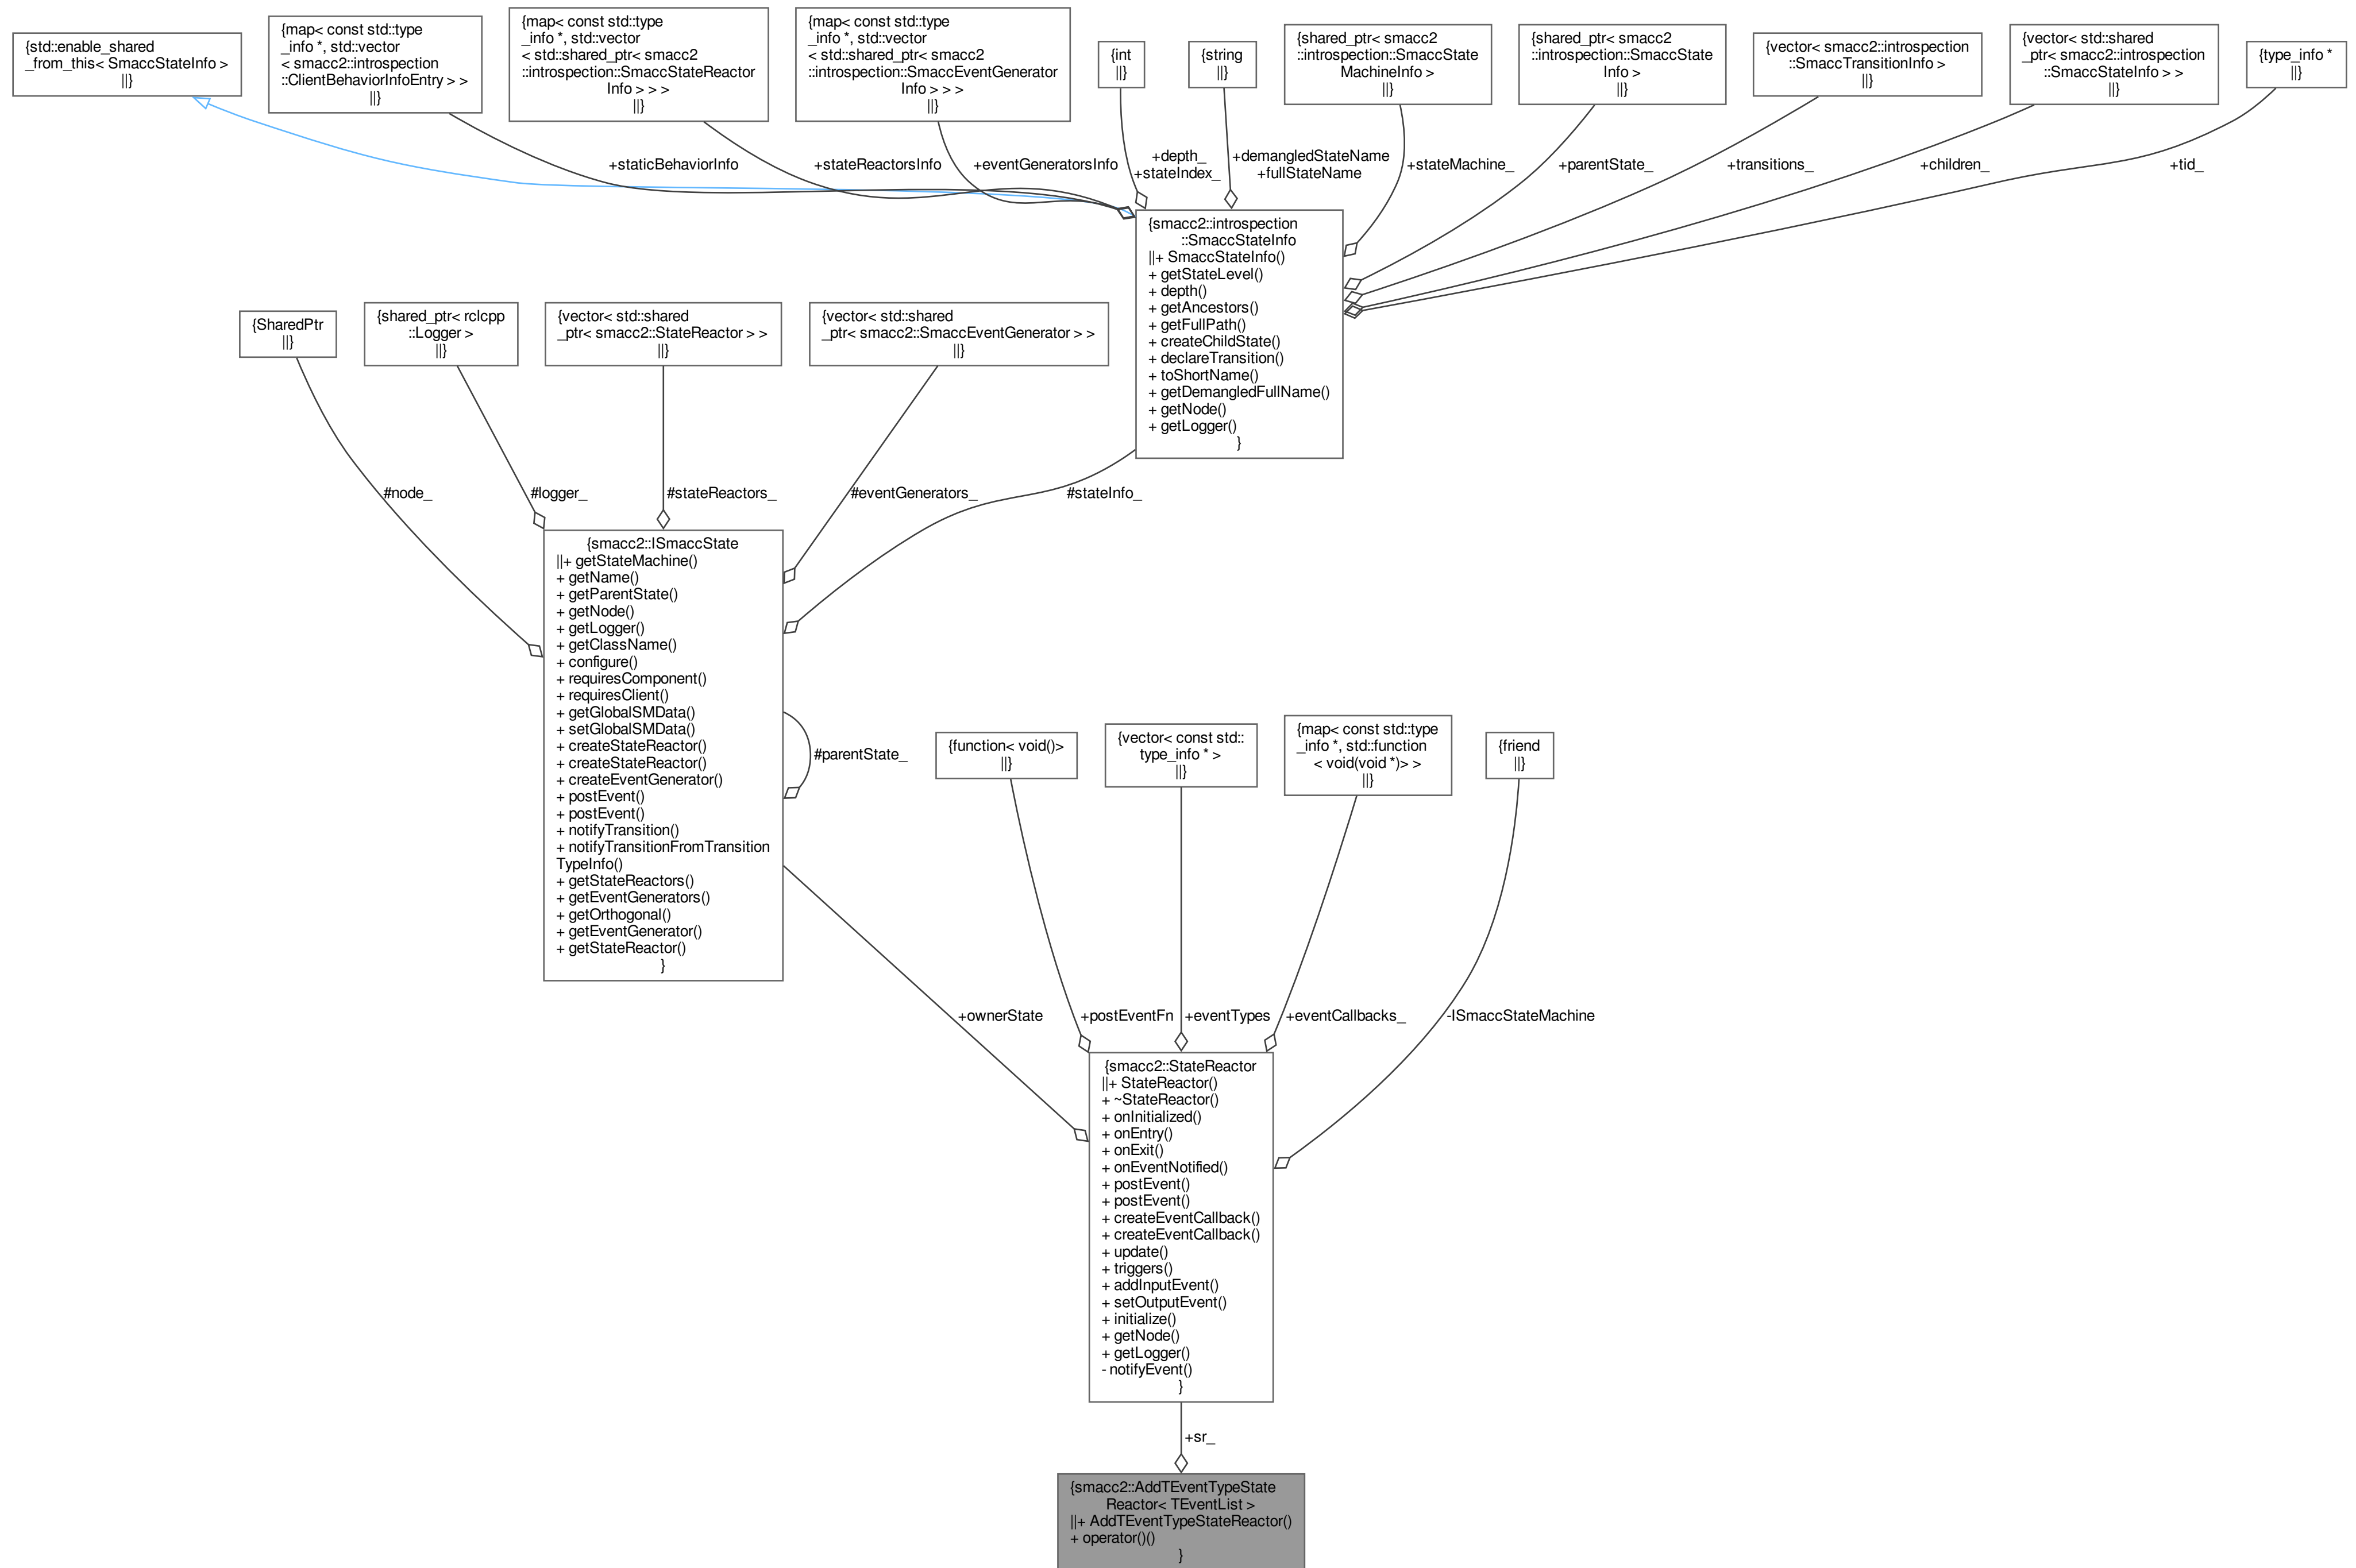 {std::enable_shared
_from_this< SmaccStateInfo >
||}
{map< const std::type
_info *, std::vector
< smacc2::introspection
::ClientBehaviorInfoEntry > >
||}
{map< const std::type
_info *, std::vector
< std::shared_ptr< smacc2
::introspection::SmaccStateReactor
Info > > >
||}
{map< const std::type
_info *, std::vector
< std::shared_ptr< smacc2
::introspection::SmaccEventGenerator
Info > > >
||}
{int
||}
{string
||}
{shared_ptr< smacc2
::introspection::SmaccState
MachineInfo >
||}
{shared_ptr< smacc2
::introspection::SmaccState
Info >
||}
{vector< smacc2::introspection
::SmaccTransitionInfo >
||}
{vector< std::shared
_ptr< smacc2::introspection
::SmaccStateInfo > >
||}
{type_info *
||}
+staticBehaviorInfo
+stateReactorsInfo
+eventGeneratorsInfo
+depth_
+stateIndex_
+demangledStateName
+fullStateName
+stateMachine_
+parentState_
+transitions_
+children_
+tid_
{smacc2::introspection
::SmaccStateInfo
||+ SmaccStateInfo()
+ getStateLevel()
+ depth()
+ getAncestors()
+ getFullPath()
+ createChildState()
+ declareTransition()
+ toShortName()
+ getDemangledFullName()
+ getNode()
+ getLogger()
}
{SharedPtr
||}
{shared_ptr< rclcpp
::Logger >
||}
{vector< std::shared
_ptr< smacc2::StateReactor > >
||}
{vector< std::shared
_ptr< smacc2::SmaccEventGenerator > >
||}
#node_
#logger_
#stateReactors_
#eventGenerators_
#stateInfo_
{smacc2::ISmaccState
||+ getStateMachine()
+ getName()
+ getParentState()
+ getNode()
+ getLogger()
+ getClassName()
+ configure()
+ requiresComponent()
+ requiresClient()
+ getGlobalSMData()
+ setGlobalSMData()
+ createStateReactor()
+ createStateReactor()
+ createEventGenerator()
+ postEvent()
+ postEvent()
+ notifyTransition()
+ notifyTransitionFromTransition
TypeInfo()
+ getStateReactors()
+ getEventGenerators()
+ getOrthogonal()
+ getEventGenerator()
+ getStateReactor()
}
#parentState_
{function< void()>
||}
{vector< const std::
type_info * >
||}
{map< const std::type
_info *, std::function
< void(void *)> >
||}
{friend
||}
+ownerState
+postEventFn
+eventTypes
+eventCallbacks_
-ISmaccStateMachine
{smacc2::StateReactor
||+ StateReactor()
+ ~StateReactor()
+ onInitialized()
+ onEntry()
+ onExit()
+ onEventNotified()
+ postEvent()
+ postEvent()
+ createEventCallback()
+ createEventCallback()
+ update()
+ triggers()
+ addInputEvent()
+ setOutputEvent()
+ initialize()
+ getNode()
+ getLogger()
- notifyEvent()
}
+sr_
{smacc2::AddTEventTypeState
Reactor< TEventList >
||+ AddTEventTypeStateReactor()
+ operator()()
}